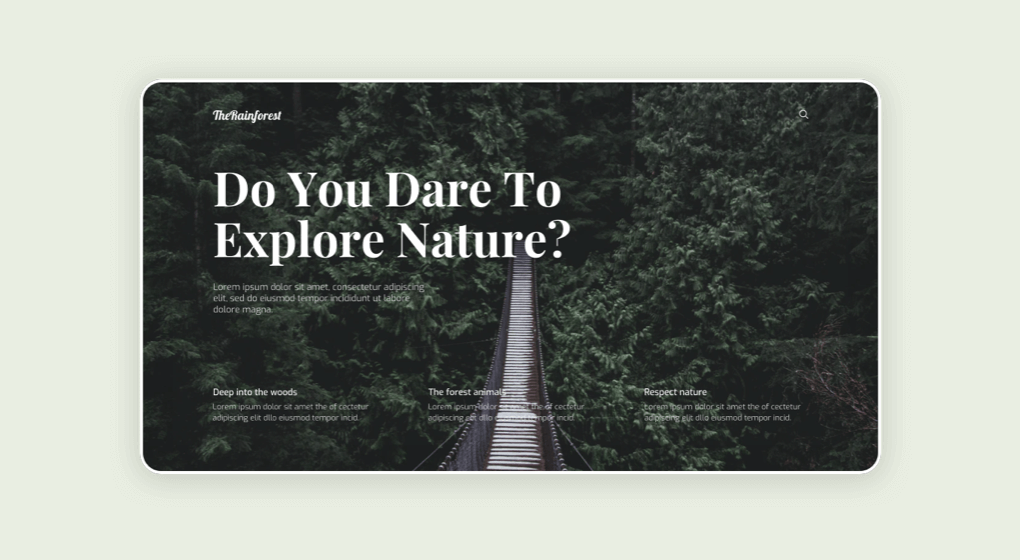 TheRainforest
Do You Dare To
Explore Nature?
Lorem ipsum dolor sit amet, consectetur adipiscing
elit, sed do eiusmod tempor incididunt ut labore
dolore magna.
Deep into the woods
Lorem ipsum dolor sit amet the of cectetur
adipiscing elit dllo eiusmod tempor incid.
The forest animals
Lorem ipsum dolor sit amet the of cectetur
adipiscing elit dllo eiusmod tempor incid.
Respect nature
Lorem ipsum dolor sit amet the of cectetur
adipiscing elit dllo eiusmod tempor incid.